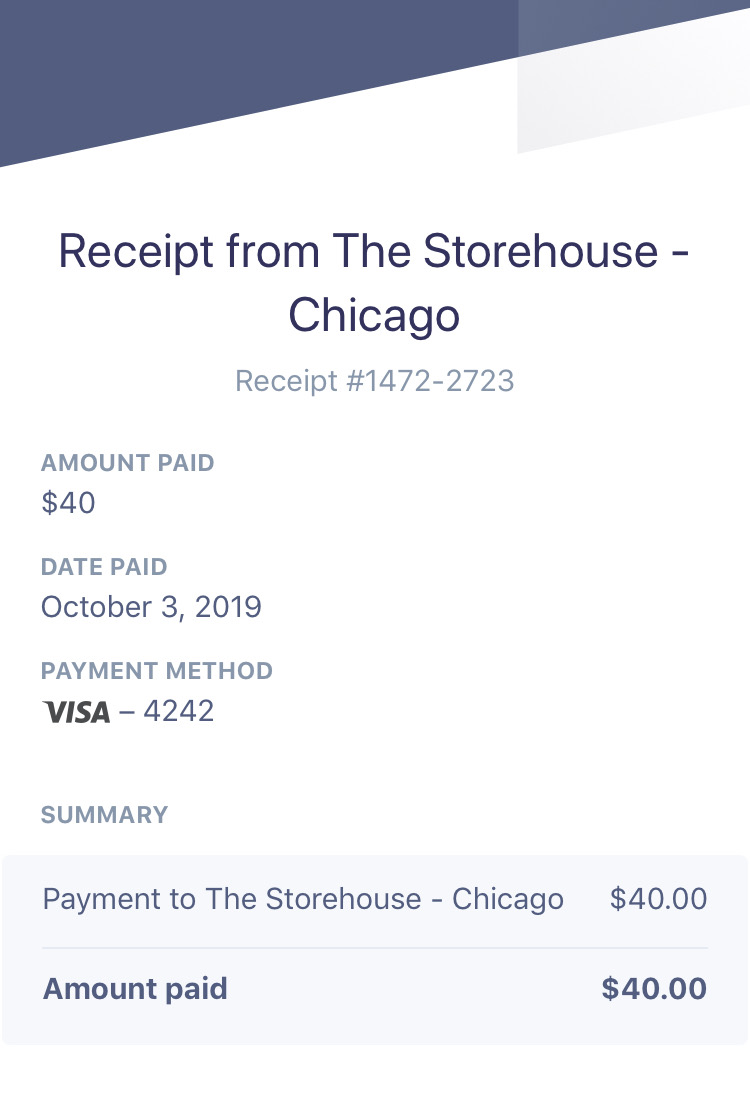 Receipt from The Storehouse -
Chicago
Receipt #1472-2723
AMOUNT PAID
$40
DATE PAID
October 3, 2019
PAYMENT METHOD
VISA – 4242
SUMMARY
Payment to The Storehouse - Chicago $40.00
Amount paid $40.00